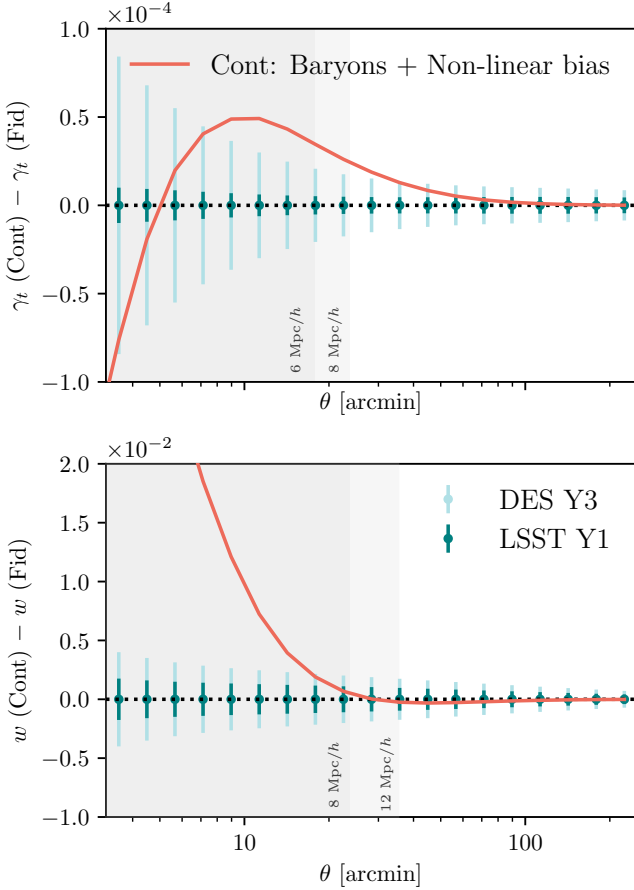 ×10⁻⁴
1.0
Cont: Baryons + Non-linear bias
0.5
0.0
−0.5
−1.0
γt (Cont) − γt (Fid)
6 Mpc/h
8 Mpc/h
θ [arcmin]
×10⁻²
2.0
1.5
1.0
0.5
0.0
−0.5
−1.0
w (Cont) − w (Fid)
DES Y3
LSST Y1
8 Mpc/h
12 Mpc/h
10
100
θ [arcmin]